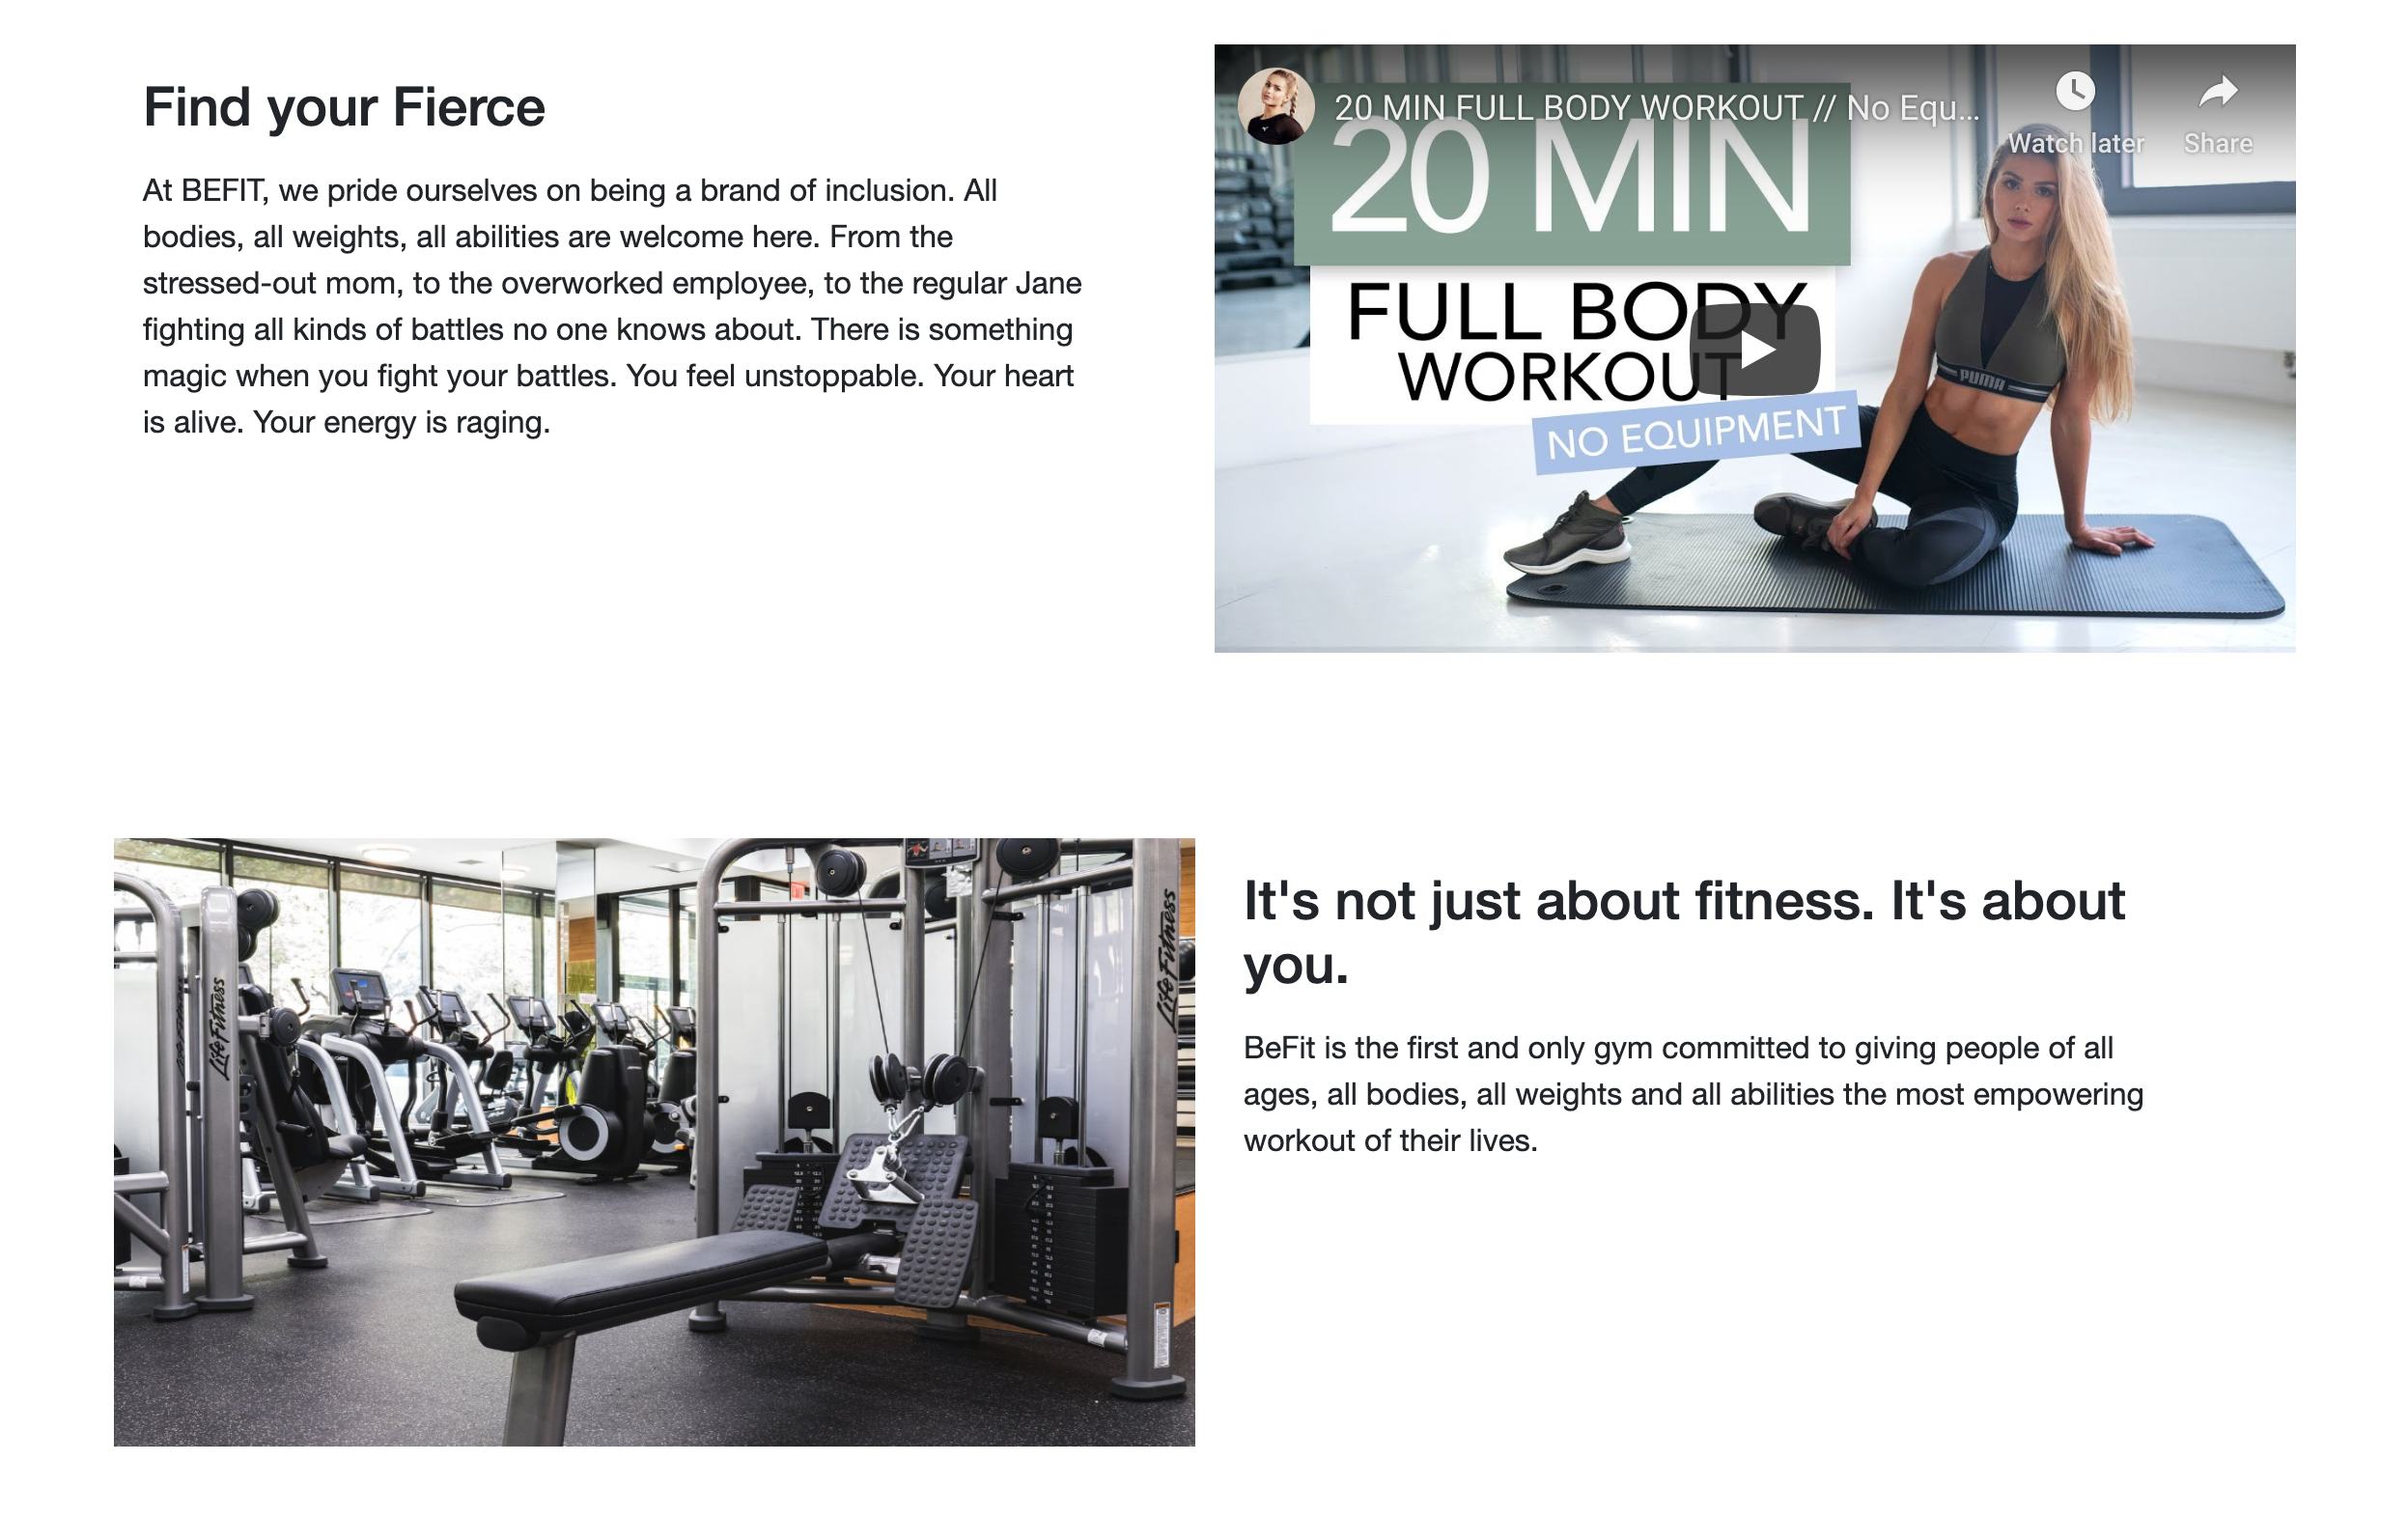 Find your Fierce
At BEFIT, we pride ourselves on being a brand of inclusion. All
bodies, all weights, all abilities are welcome here. From the
stressed-out mom, to the overworked employee, to the regular Jane
fighting all kinds of battles no one knows about. There is something
magic when you fight your battles. You feel unstoppable. Your heart
is alive. Your energy is raging.
20 MIN FULL BODY WORKOUT // No Equ...
Watch later
Share
20 MIN
FULL BODY
WORKOUT
NO EQUIPMENT
PUMA
Life Fitness
Life Fitness
It's not just about fitness. It's about
you.
BeFit is the first and only gym committed to giving people of all
ages, all bodies, all weights and all abilities the most empowering
workout of their lives.